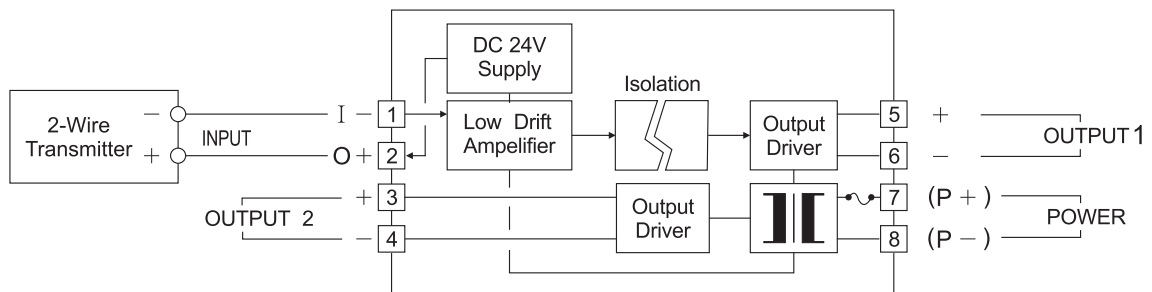 DC 24V
Supply
Isolation
2-Wire
Transmitter
−
+
INPUT
I −
O +
1
2
Low Drift
Ampelifier
Output
Driver
5
6
+
−
OUTPUT 1
OUTPUT 2
+
−
3
4
Output
Driver
7
8
(P +)
(P −)
POWER